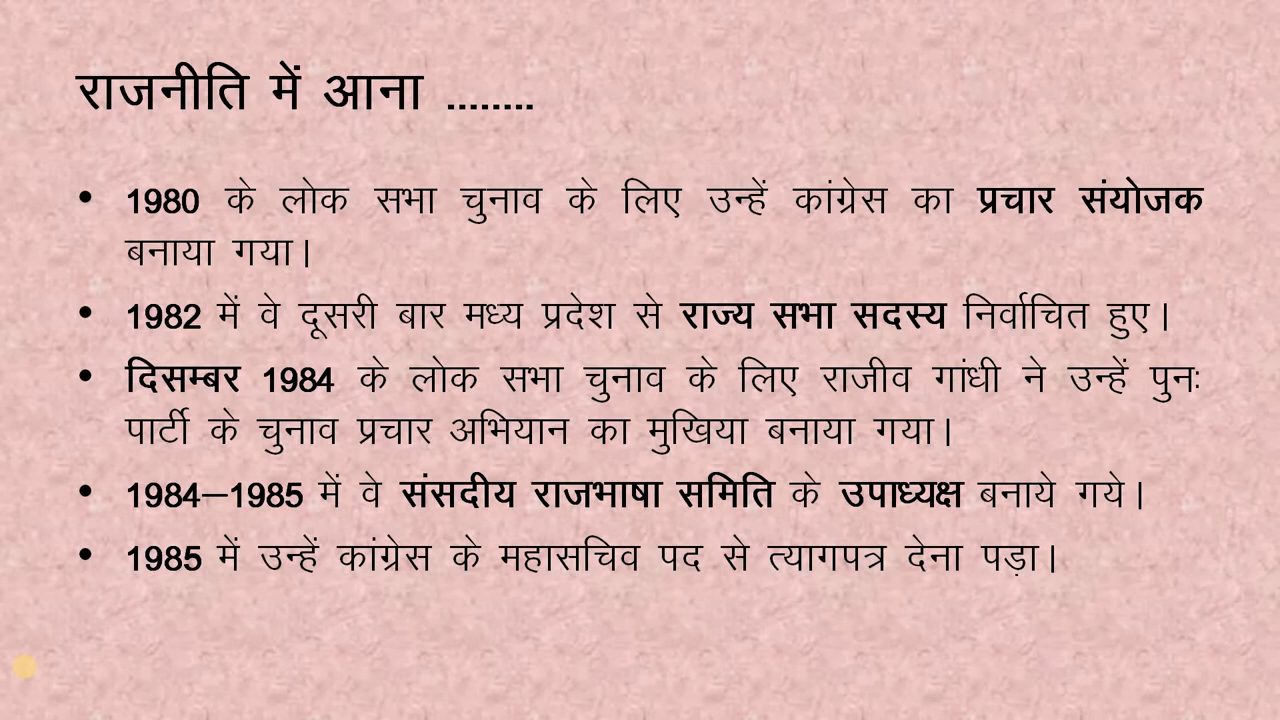 राजनीति में आना ........
• 1980 के लोक सभा चुनाव के लिए उन्हें कांग्रेस का प्रचार संयोजक
बनाया गया।
• 1982 में वे दूसरी बार मध्य प्रदेश से राज्य सभा सदस्य निर्वाचित हुए।
• दिसम्बर 1984 के लोक सभा चुनाव के लिए राजीव गांधी ने उन्हें पुनः
पार्टी के चुनाव प्रचार अभियान का मुखिया बनाया गया।
• 1984–1985 में वे संसदीय राजभाषा समिति के उपाध्यक्ष बनाये गये।
• 1985 में उन्हें कांग्रेस के महासचिव पद से त्यागपत्र देना पड़ा।